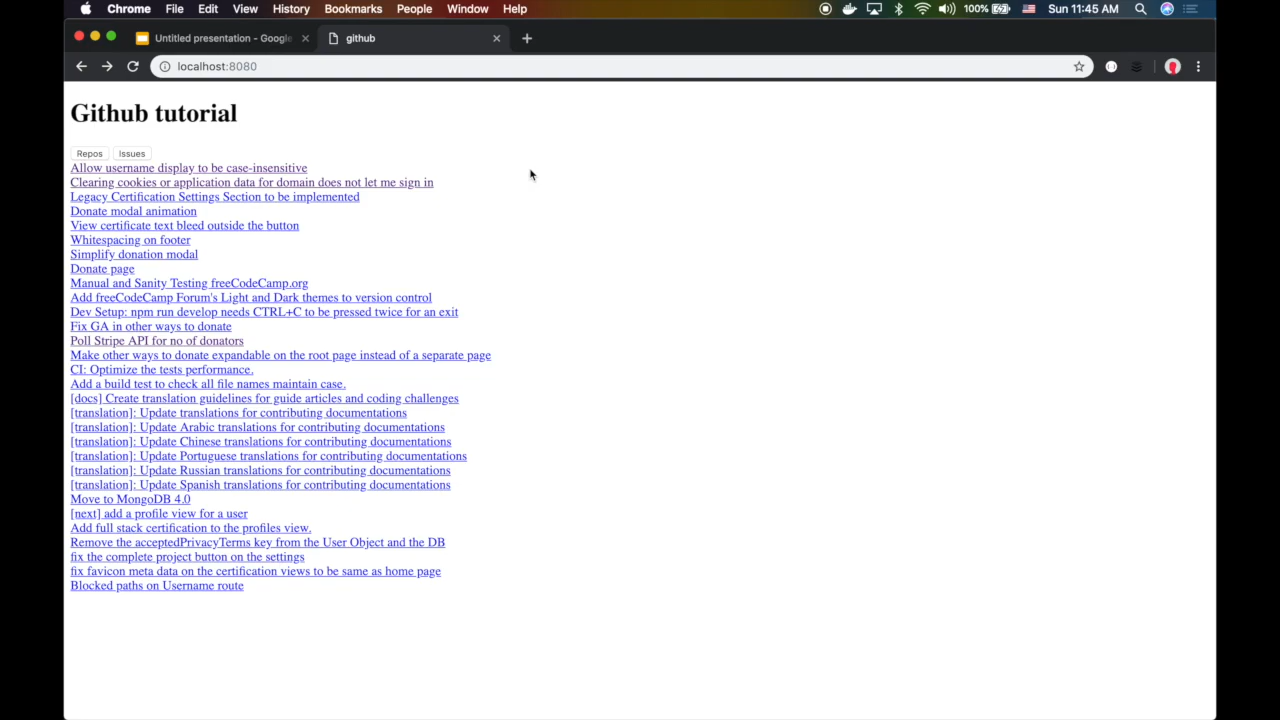 Chrome File Edit View History Bookmarks People Window Help 100% Sun 11:45 AM
Untitled presentation - Google github
localhost:8080
Github tutorial
Repos Issues
Allow username display to be case-insensitive
Clearing cookies or application data for domain does not let me sign in
Legacy Certification Settings Section to be implemented
Donate modal animation
View certificate text bleed outside the button
Whitespacing on footer
Simplify donation modal
Donate page
Manual and Sanity Testing freeCodeCamp.org
Add freeCodeCamp Forum's Light and Dark themes to version control
Dev Setup: npm run develop needs CTRL+C to be pressed twice for an exit
Fix GA in other ways to donate
Poll Stripe API for no of donators
Make other ways to donate expandable on the root page instead of a separate page
CI: Optimize the tests performance.
Add a build test to check all file names maintain case.
[docs] Create translation guidelines for guide articles and coding challenges
[translation]: Update translations for contributing documentations
[translation]: Update Arabic translations for contributing documentations
[translation]: Update Chinese translations for contributing documentations
[translation]: Update Portuguese translations for contributing documentations
[translation]: Update Russian translations for contributing documentations
[translation]: Update Spanish translations for contributing documentations
Move to MongoDB 4.0
[next] add a profile view for a user
Add full stack certification to the profiles view.
Remove the acceptedPrivacyTerms key from the User Object and the DB
fix the complete project button on the settings
fix favicon meta data on the certification views to be same as home page
Blocked paths on Username route